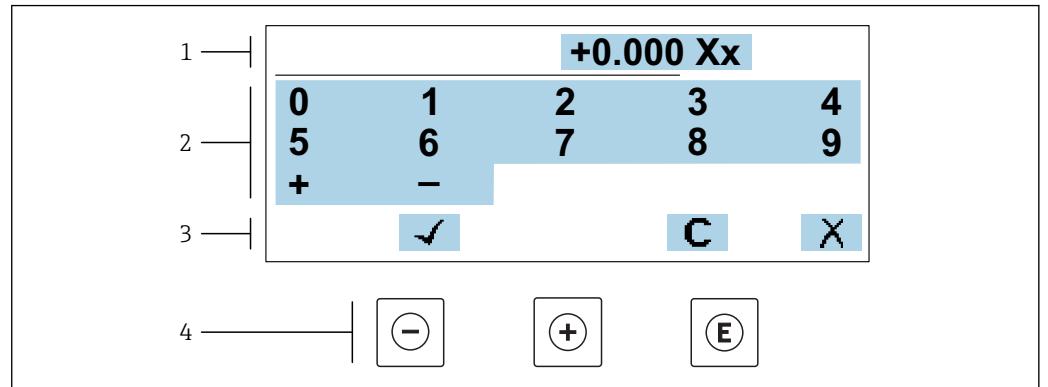 1 +0.000 Xx
0 1 2 3 4
2 5 6 7 8 9
+ −
3 ✓ C X
4 − + E